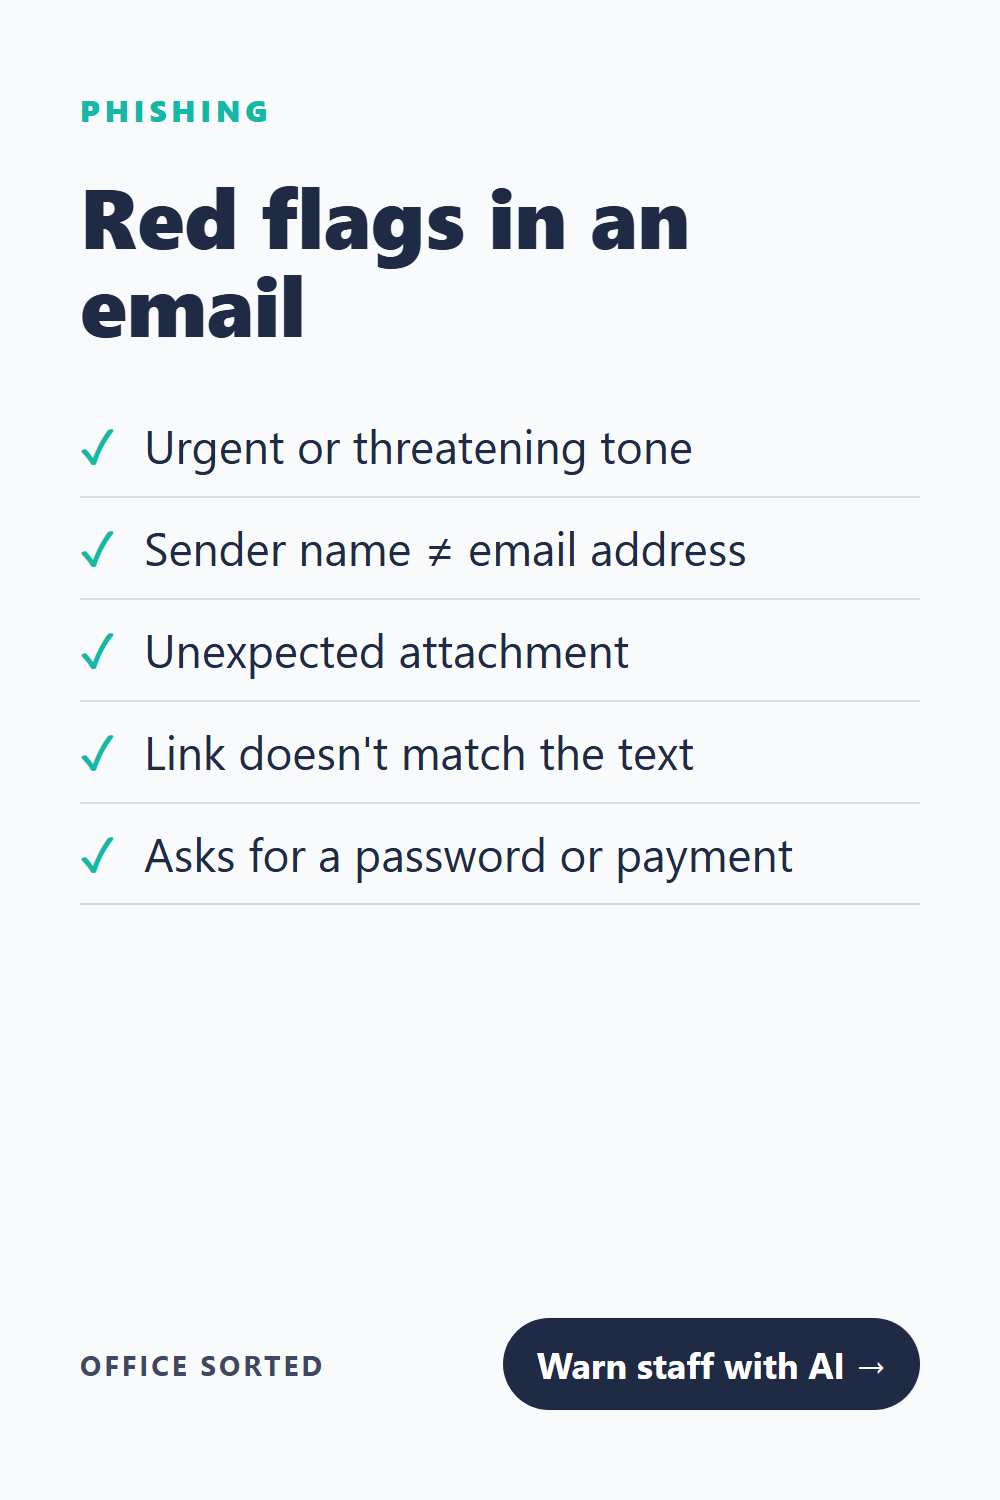 PHISHING
Red flags in an
email
✓ Urgent or threatening tone
✓ Sender name ≠ email address
✓ Unexpected attachment
✓ Link doesn't match the text
✓ Asks for a password or payment
OFFICE SORTED
Warn staff with AI →